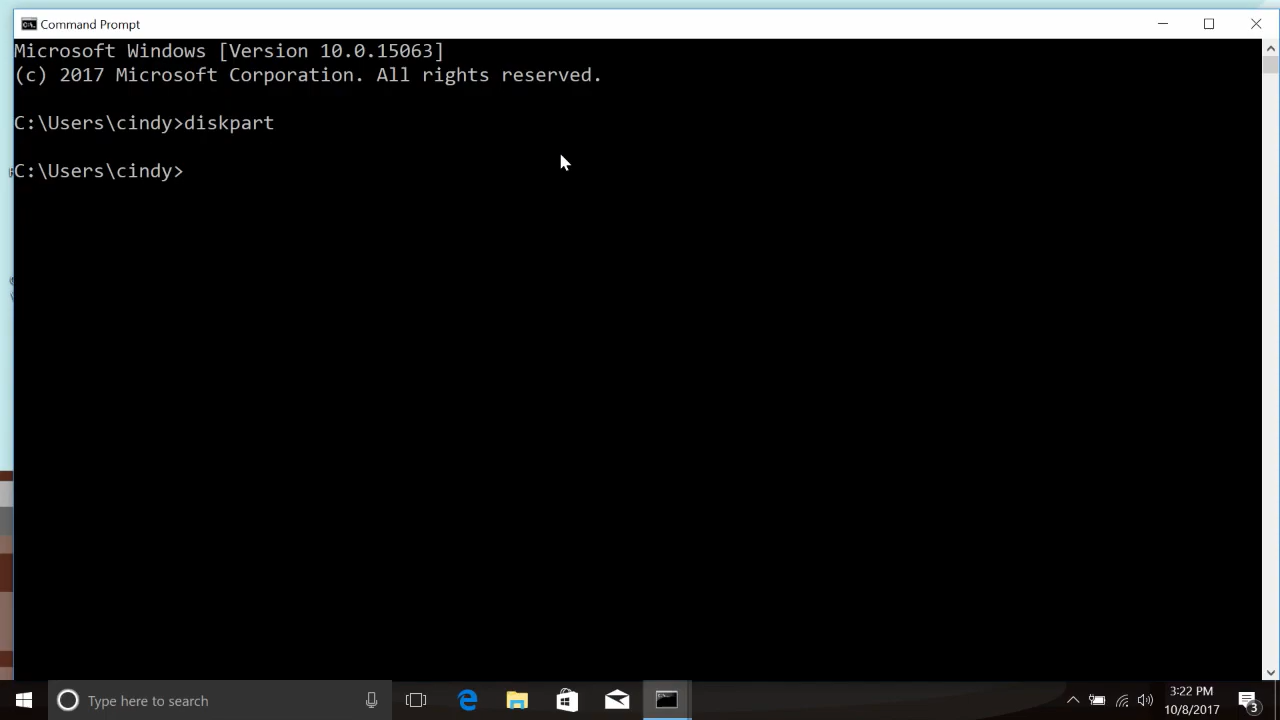 Command Prompt
Microsoft Windows [Version 10.0.15063]
(c) 2017 Microsoft Corporation. All rights reserved.
C:\Users\cindy>diskpart
C:\Users\cindy>
Type here to search
3:22 PM
10/8/2017
3